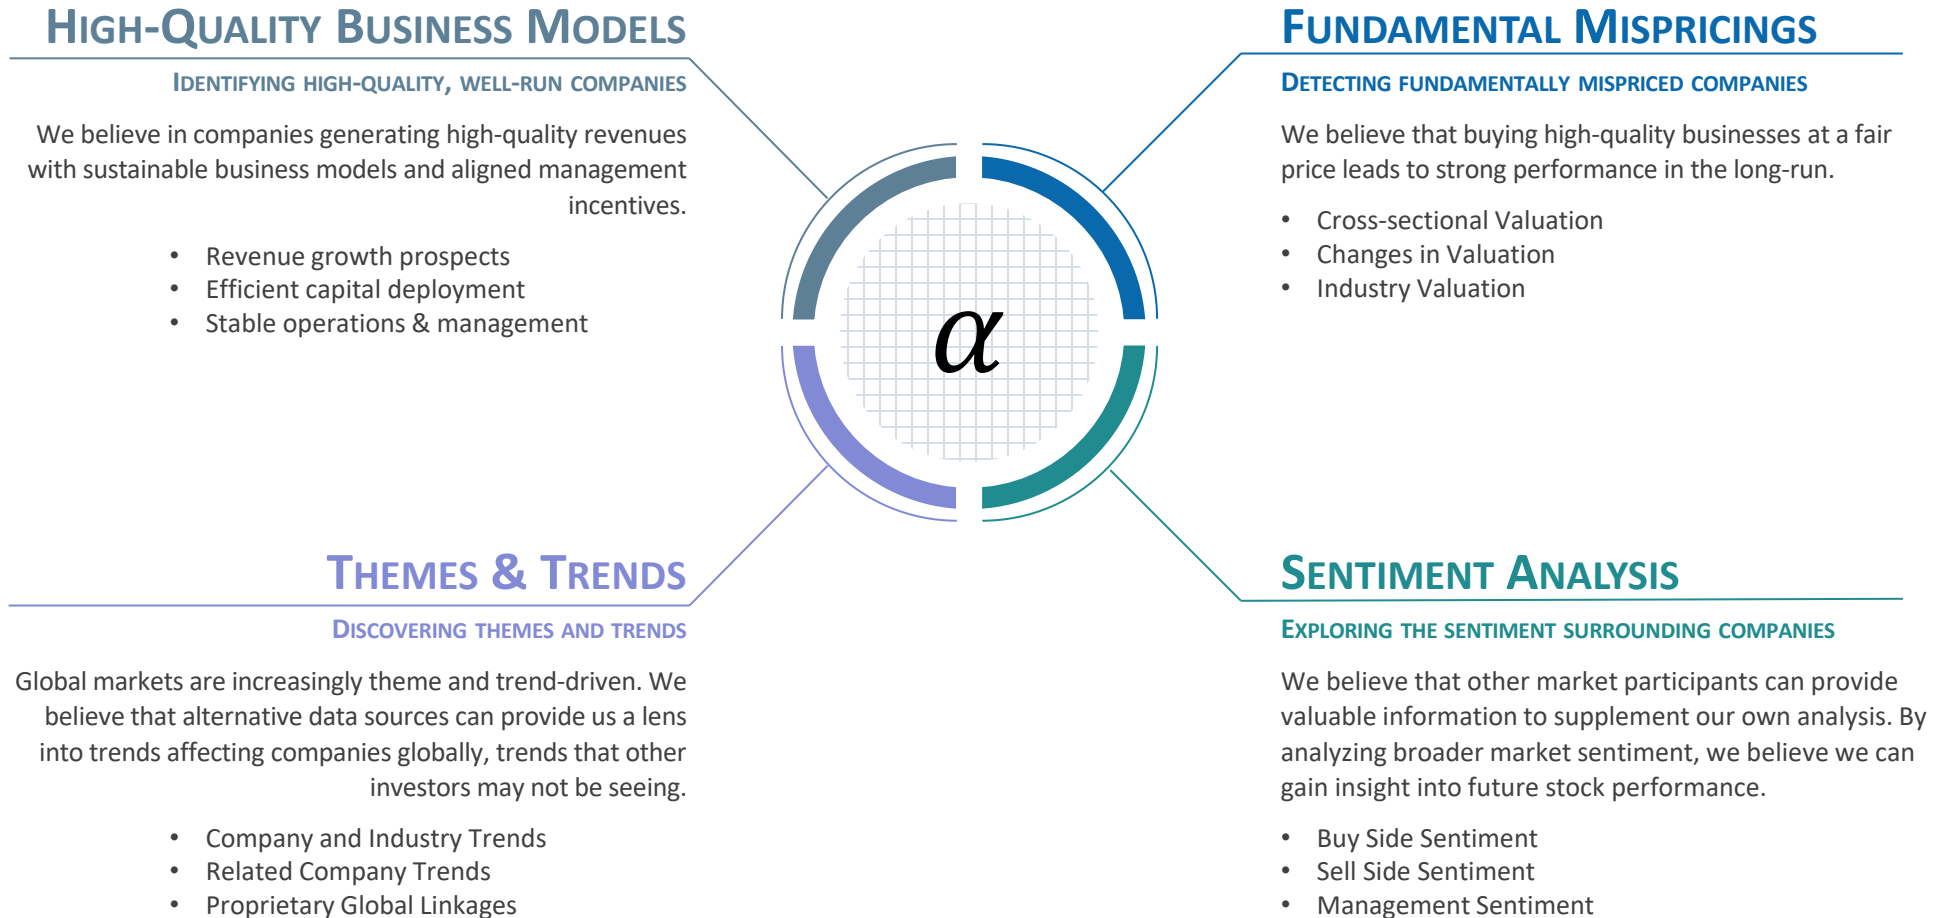 HIGH-QUALITY BUSINESS MODELS
IDENTIFYING HIGH-QUALITY, WELL-RUN COMPANIES
We believe in companies generating high-quality revenues
with sustainable business models and aligned management
incentives.
• Revenue growth prospects
• Efficient capital deployment
• Stable operations & management
FUNDAMENTAL MISPRICINGS
DETECTING FUNDAMENTALLY MISPRICED COMPANIES
We believe that buying high-quality businesses at a fair
price leads to strong performance in the long-run.
• Cross-sectional Valuation
• Changes in Valuation
• Industry Valuation
α
THEMES & TRENDS
DISCOVERING THEMES AND TRENDS
Global markets are increasingly theme and trend-driven. We
believe that alternative data sources can provide us a lens
into trends affecting companies globally, trends that other
investors may not be seeing.
• Company and Industry Trends
• Related Company Trends
• Proprietary Global Linkages
SENTIMENT ANALYSIS
EXPLORING THE SENTIMENT SURROUNDING COMPANIES
We believe that other market participants can provide
valuable information to supplement our own analysis. By
analyzing broader market sentiment, we believe we can
gain insight into future stock performance.
• Buy Side Sentiment
• Sell Side Sentiment
• Management Sentiment